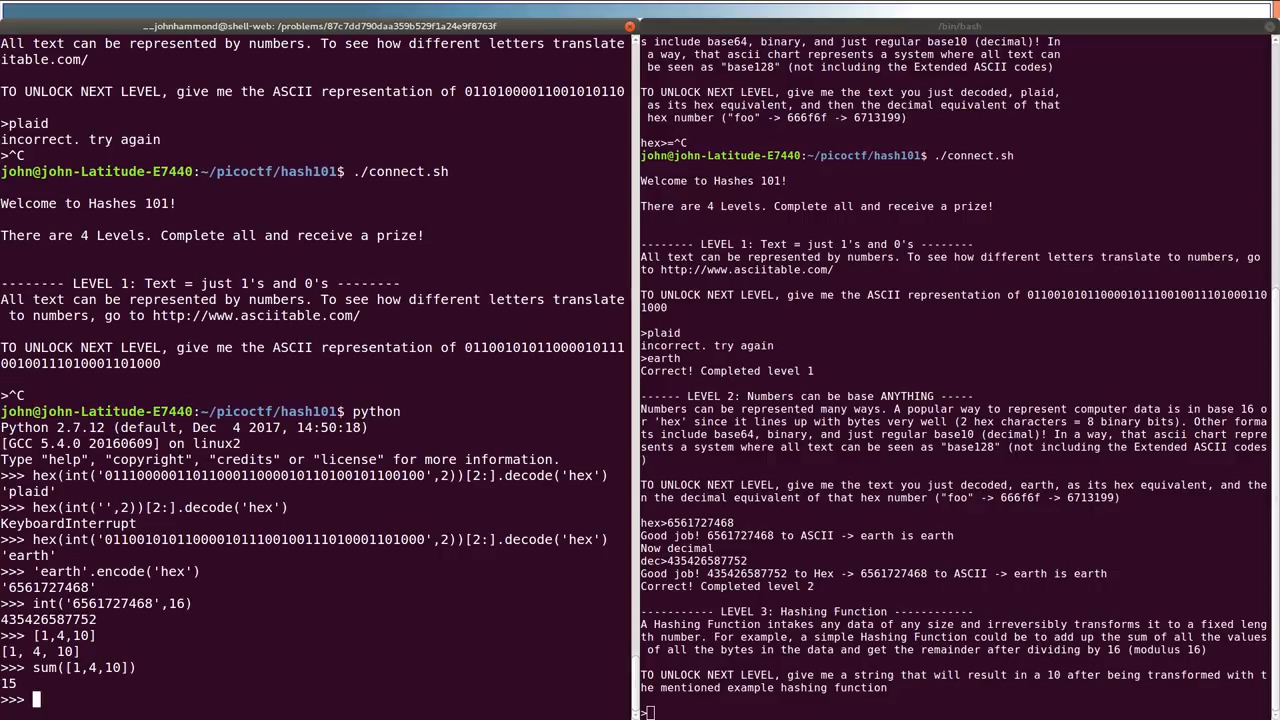 __johnhammond@shell-web: /problems/87c7dd790daa359b529f1a24e9f8763f
All text can be represented by numbers. To see how different letters translate
itable.com/
TO UNLOCK NEXT LEVEL, give me the ASCII representation of 01101000011001010110
>plaid
incorrect. try again
>^C
john@john-Latitude-E7440:~/picoctf/hash101$ ./connect.sh
Welcome to Hashes 101!
There are 4 Levels. Complete all and receive a prize!
-------- LEVEL 1: Text = just 1's and 0's --------
All text can be represented by numbers. To see how different letters translate
 to numbers, go to http://www.asciitable.com/
TO UNLOCK NEXT LEVEL, give me the ASCII representation of 01100101011000010111
00100111010001101000
>^C
john@john-Latitude-E7440:~/picoctf/hash101$ python
Python 2.7.12 (default, Dec  4 2017, 14:50:18)
[GCC 5.4.0 20160609] on linux2
Type "help", "copyright", "credits" or "license" for more information.
>>> hex(int('0111000001101100011000010110100101100100',2))[2:].decode('hex')
'plaid'
>>> hex(int('',2))[2:].decode('hex')
KeyboardInterrupt
>>> hex(int('0110010101100001011100100111010001101000',2))[2:].decode('hex')
'earth'
>>> 'earth'.encode('hex')
'6561727468'
>>> int('6561727468',16)
435426587752
>>> [1,4,10]
[1, 4, 10]
>>> sum([1,4,10])
15
>>>
/bin/bash
s include base64, binary, and just regular base10 (decimal)! In
 a way, that ascii chart represents a system where all text can
 be seen as "base128" (not including the Extended ASCII codes)
TO UNLOCK NEXT LEVEL, give me the text you just decoded, plaid,
 as its hex equivalent, and then the decimal equivalent of that
 hex number ("foo" -> 666f6f -> 6713199)
hex>=^C
john@john-Latitude-E7440:~/picoctf/hash101$ ./connect.sh
Welcome to Hashes 101!
There are 4 Levels. Complete all and receive a prize!
-------- LEVEL 1: Text = just 1's and 0's --------
All text can be represented by numbers. To see how different letters translate to numbers, go
to http://www.asciitable.com/
TO UNLOCK NEXT LEVEL, give me the ASCII representation of 011001010110000101110010011101000110
1000
>plaid
incorrect. try again
>earth
Correct! Completed level 1
------ LEVEL 2: Numbers can be base ANYTHING -----
Numbers can be represented many ways. A popular way to represent computer data is in base 16 o
r 'hex' since it lines up with bytes very well (2 hex characters = 8 binary bits). Other forma
ts include base64, binary, and just regular base10 (decimal)! In a way, that ascii chart repre
sents a system where all text can be seen as "base128" (not including the Extended ASCII codes
)
TO UNLOCK NEXT LEVEL, give me the text you just decoded, earth, as its hex equivalent, and the
n the decimal equivalent of that hex number ("foo" -> 666f6f -> 6713199)
hex>6561727468
Good job! 6561727468 to ASCII -> earth is earth
Now decimal
dec>435426587752
Good job! 435426587752 to Hex -> 6561727468 to ASCII -> earth is earth
Correct! Completed level 2
----------- LEVEL 3: Hashing Function ------------
A Hashing Function intakes any data of any size and irreversibly transforms it to a fixed leng
th number. For example, a simple Hashing Function could be to add up the sum of all the values
 of all the bytes in the data and get the remainder after dividing by 16 (modulus 16)
TO UNLOCK NEXT LEVEL, give me a string that will result in a 10 after being transformed with t
he mentioned example hashing function
>